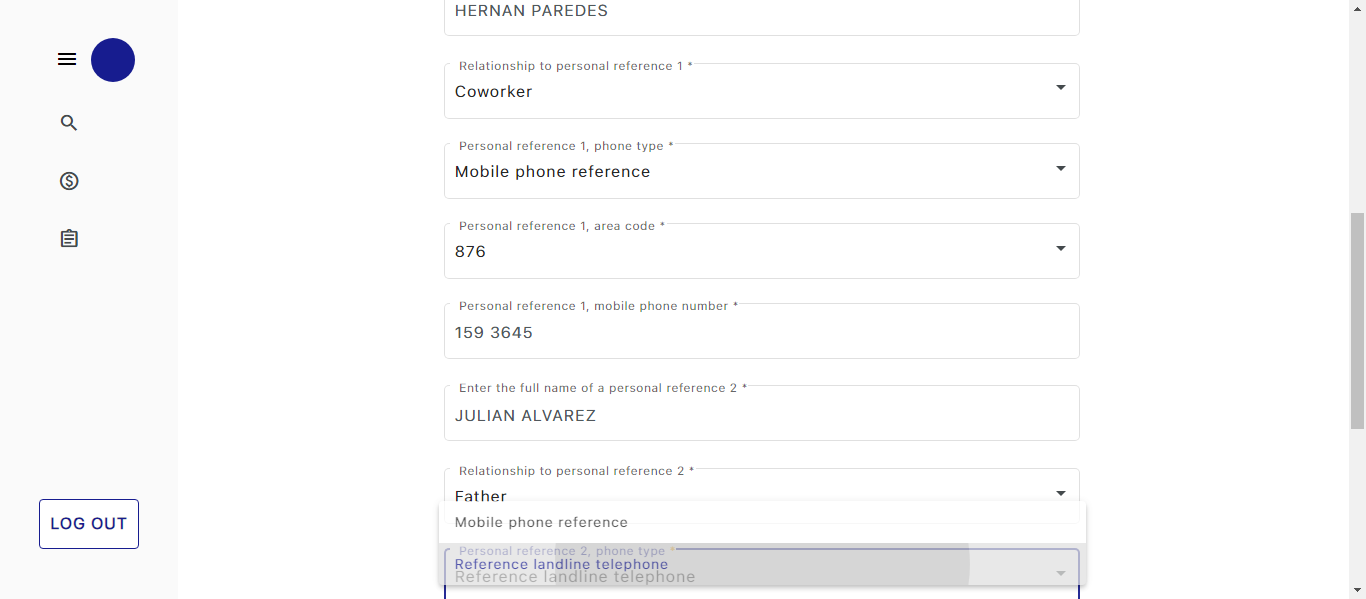 HERNAN PAREDES
Relationship to personal reference 1 *
Coworker
Personal reference 1, phone type *
Mobile phone reference
Personal reference 1, area code *
876
Personal reference 1, mobile phone number *
159 3645
Enter the full name of a personal reference 2 *
JULIAN ALVAREZ
Relationship to personal reference 2 *
Father
Mobile phone reference
Personal reference 2, phone type *
Reference landline telephone
Reference landline telephone
LOG OUT